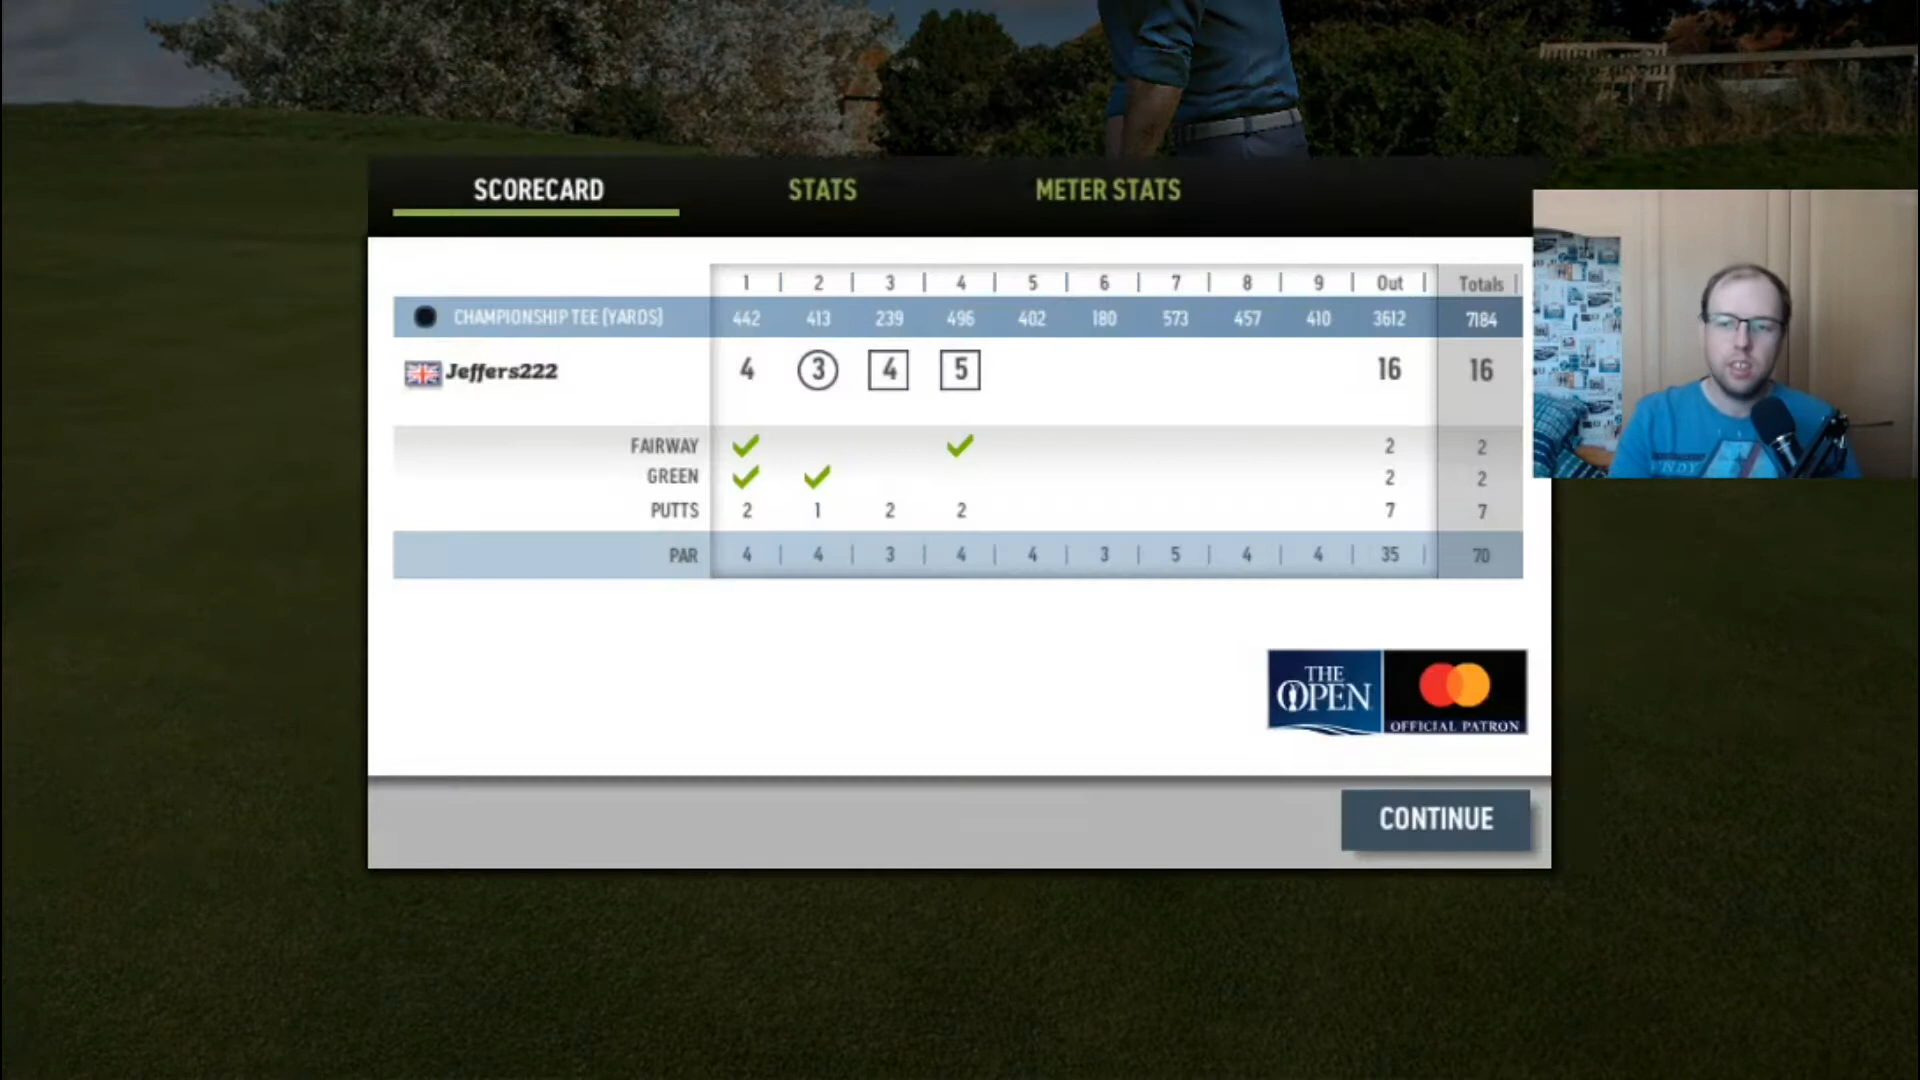 SCORECARD STATS METER STATS
1 | 2 | 3 | 4 | 5 | 6 | 7 | 8 | 9 | Out | Totals |
CHAMPIONSHIP TEE (YARDS) 442 413 239 496 402 180 573 457 410 3612 7184
Jeffers222 4 3 4 5 16 16
FAIRWAY 2 2
GREEN 2 2
PUTTS 2 1 2 2 7 7
PAR 4 | 4 | 3 | 4 | 4 | 3 | 5 | 4 | 4 | 35 | 70
THE
OPEN
OFFICIAL PATRON
CONTINUE